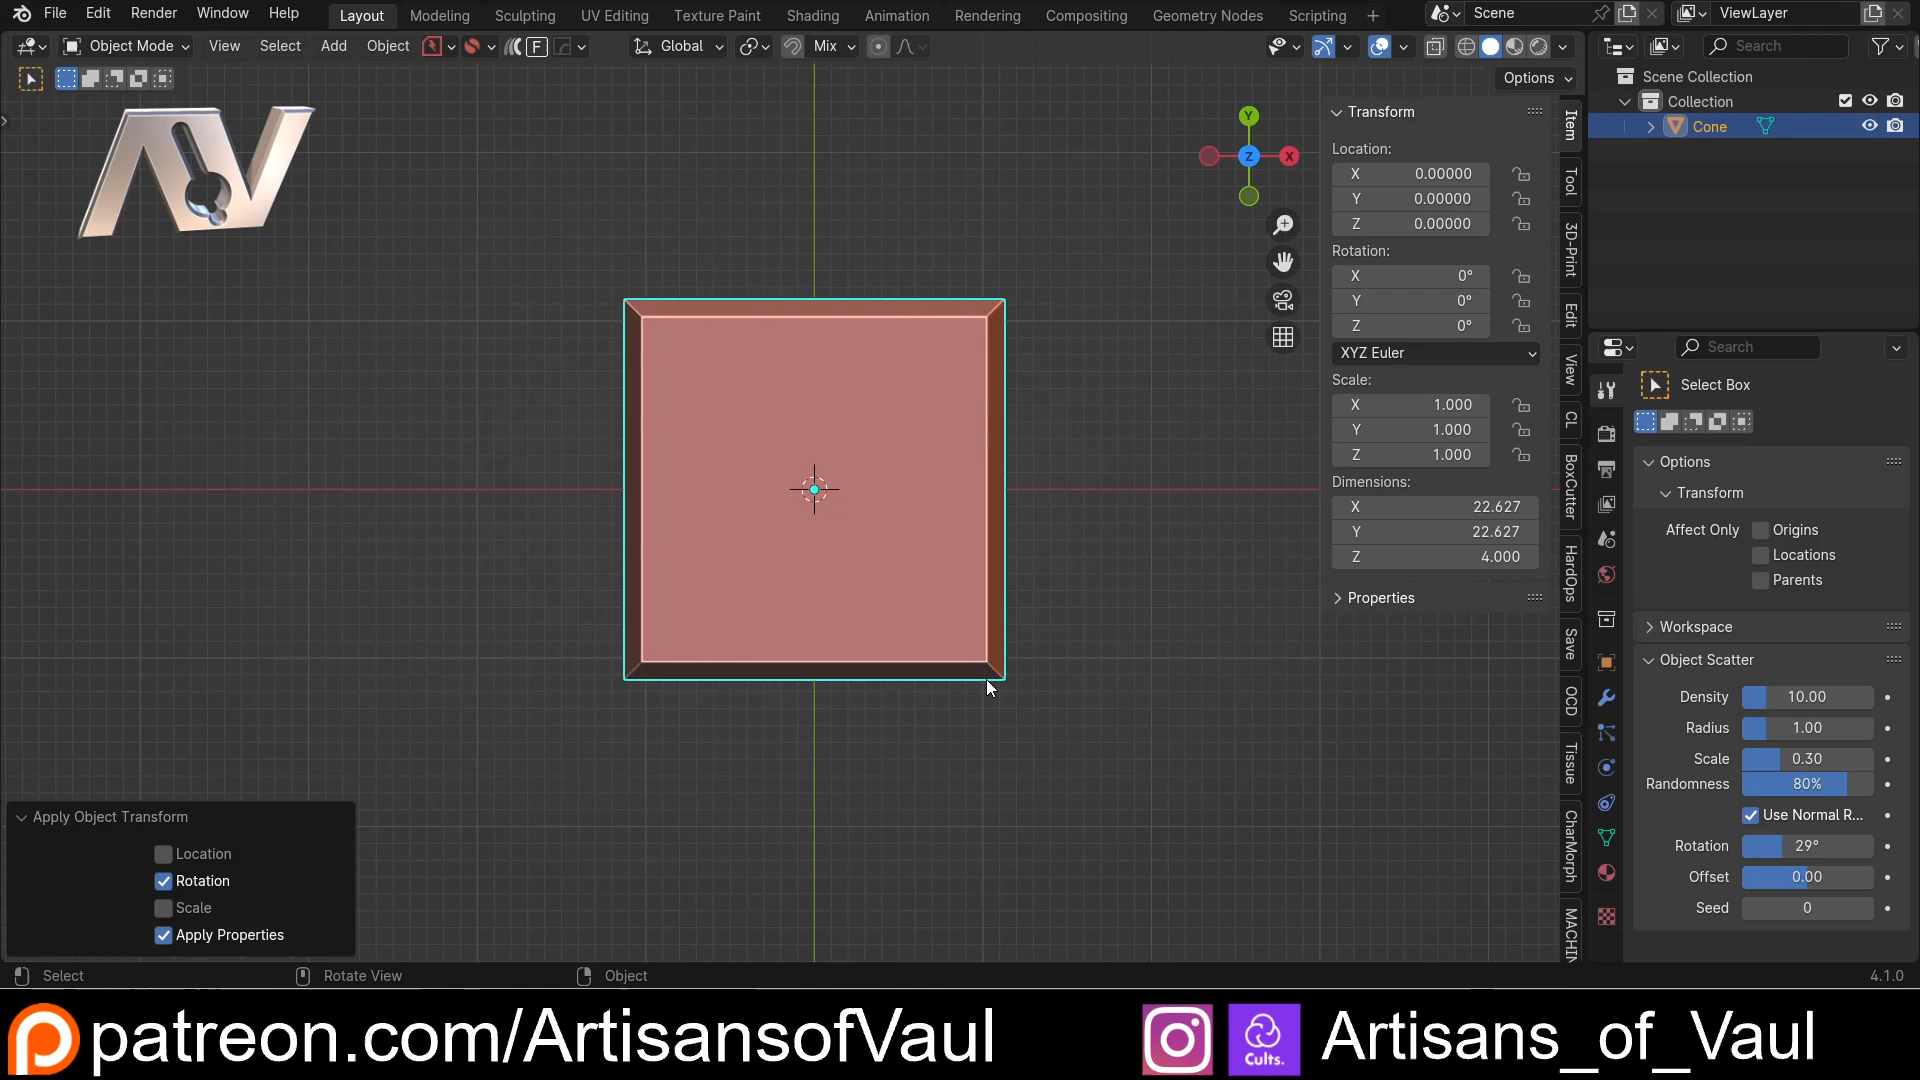 File Edit Render Window Help Layout Modeling Sculpting UV Editing Texture Paint Shading Animation Rendering Compositing Geometry Nodes Scripting + Scene ViewLayer
Object Mode View Select Add Object F Global Mix Search
Options
Scene Collection
Collection
Cone
Y
X
Z
Transform
Location:
X 0.00000
Y 0.00000
Z 0.00000
Rotation:
X 0°
Y 0°
Z 0°
XYZ Euler
Scale:
X 1.000
Y 1.000
Z 1.000
Dimensions:
X 22.627
Y 22.627
Z 4.000
Properties
Item
Tool
3D-Print
Edit
View
CL
BoxCutter
HardOps
Save
OCD
Tissue
CharMorph
MACHIN
Search
Select Box
Options
Transform
Affect Only Origins
Locations
Parents
Workspace
Object Scatter
Density 10.00
Radius 1.00
Scale 0.30
Randomness 80%
Use Normal R...
Rotation 29°
Offset 0.00
Seed 0
Apply Object Transform
Location
Rotation
Scale
Apply Properties
Select Rotate View Object 4.1.0
patreon.com/ArtisansofVaul Cults. Artisans_of_Vaul